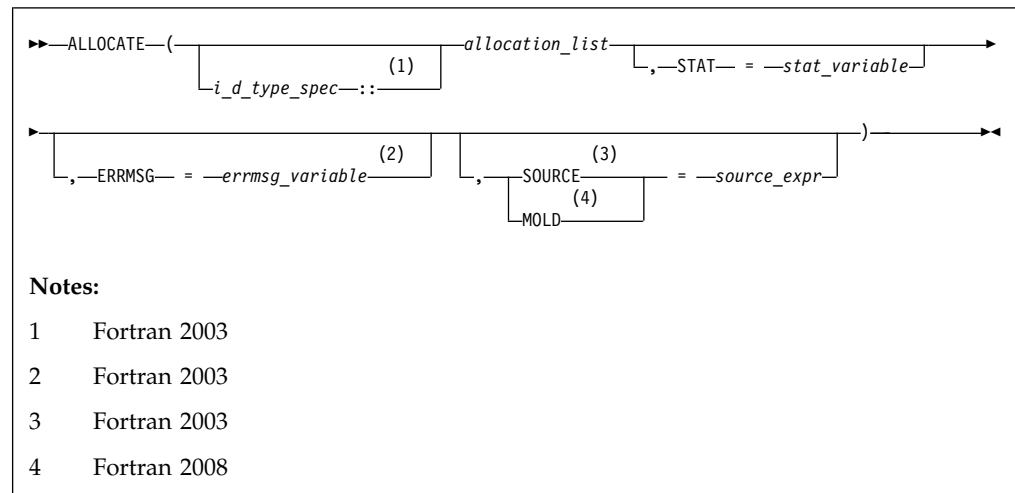 ALLOCATE ( allocation_list
(1)
, STAT = stat_variable
i_d_type_spec ::
)
(2) (3)
, ERRMSG = errmsg_variable , SOURCE = source_expr
(4)
MOLD
Notes:
1 Fortran 2003
2 Fortran 2003
3 Fortran 2003
4 Fortran 2008